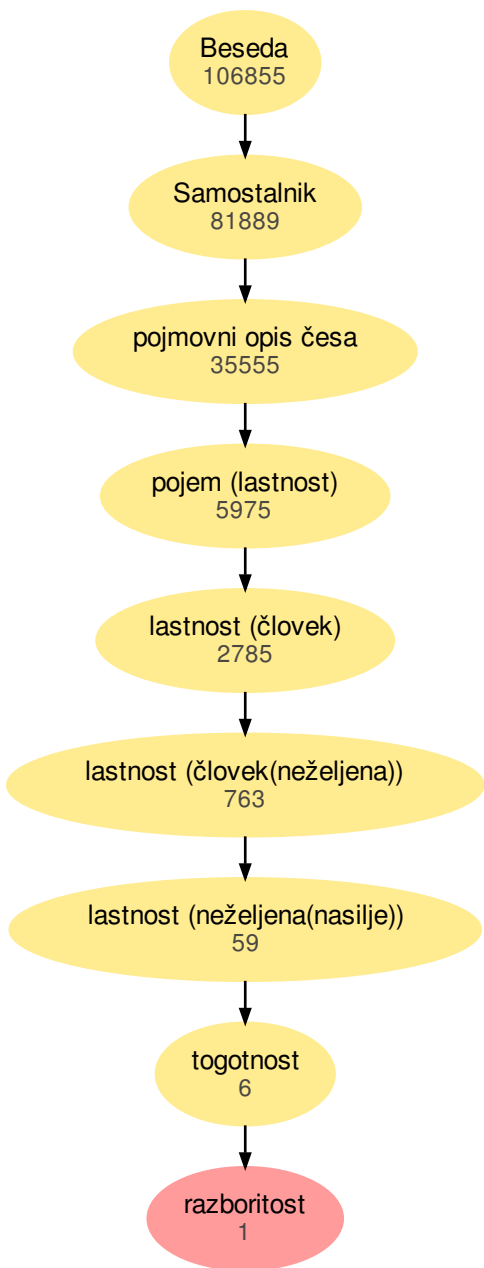 Beseda
106855
Samostalnik
81889
pojmovni opis česa
35555
pojem (lastnost)
5975
lastnost (človek)
2785
lastnost (človek(neželjena))
763
lastnost (neželjena(nasilje))
59
togotnost
6
razboritost
1